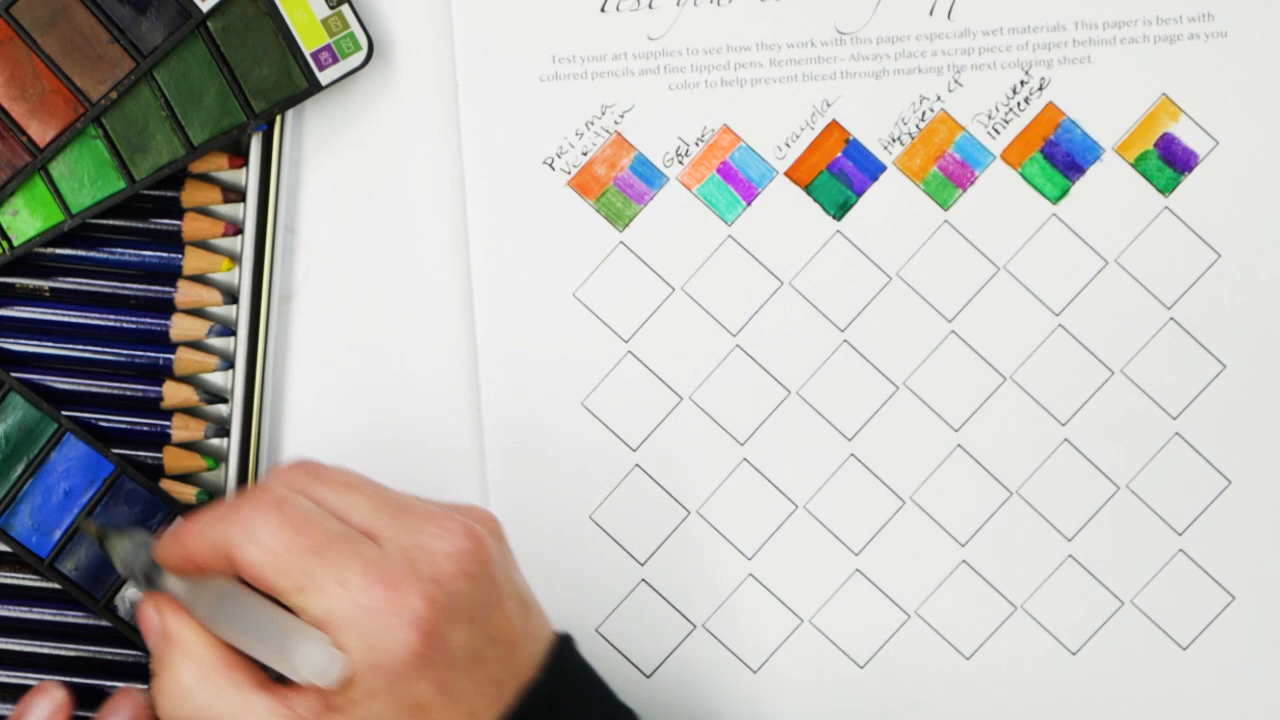 Test your
Test your art supplies to see how they work with this paper especially wet materials. This paper is best with
colored pencils and fine tipped pens. Remember- Always place a scrap piece of paper behind each page as you
color to help prevent bleed through marking the next coloring sheet.
Prisma
Verithin
Gel
Pens
Crayola
ARTEZA
Expert CP
Derwent
INKTENSE